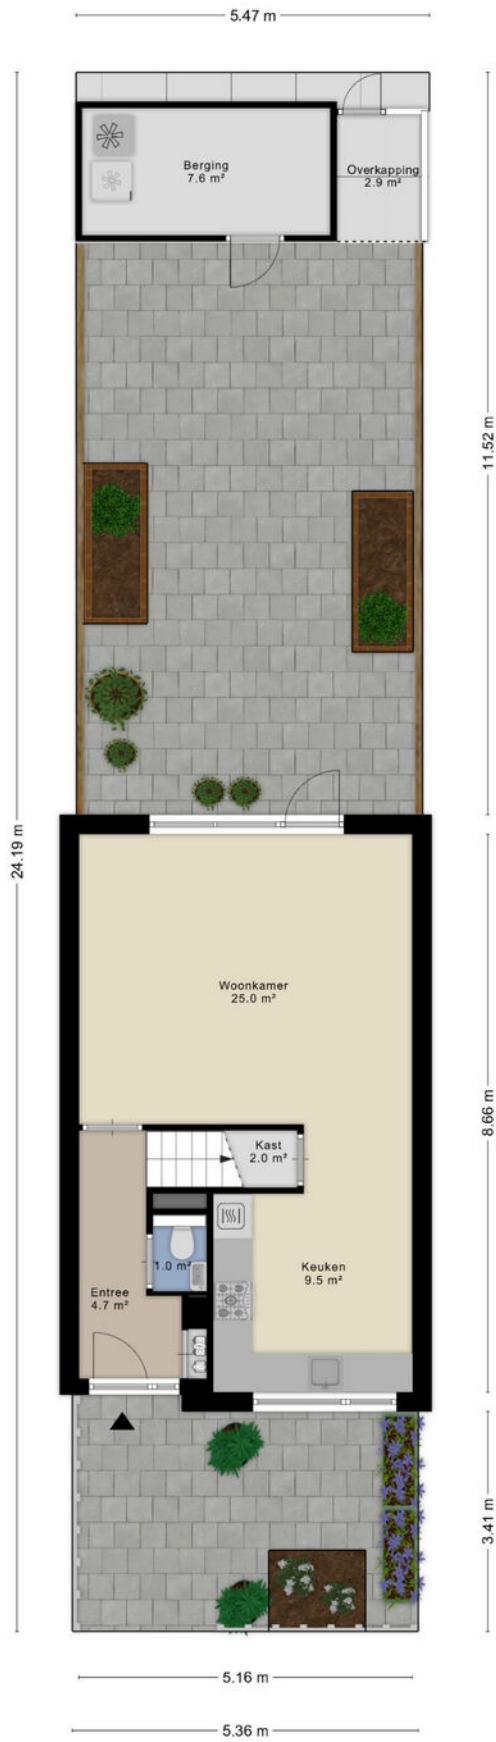 5.47 m
Berging
7.6 m²
Overkapping
2.9 m²
11.52 m
24.19 m
Woonkamer
25.0 m²
8.66 m
Kast
2.0 m²
1.0 m²
Keuken
9.5 m²
Entree
4.7 m²
3.41 m
5.16 m
5.36 m